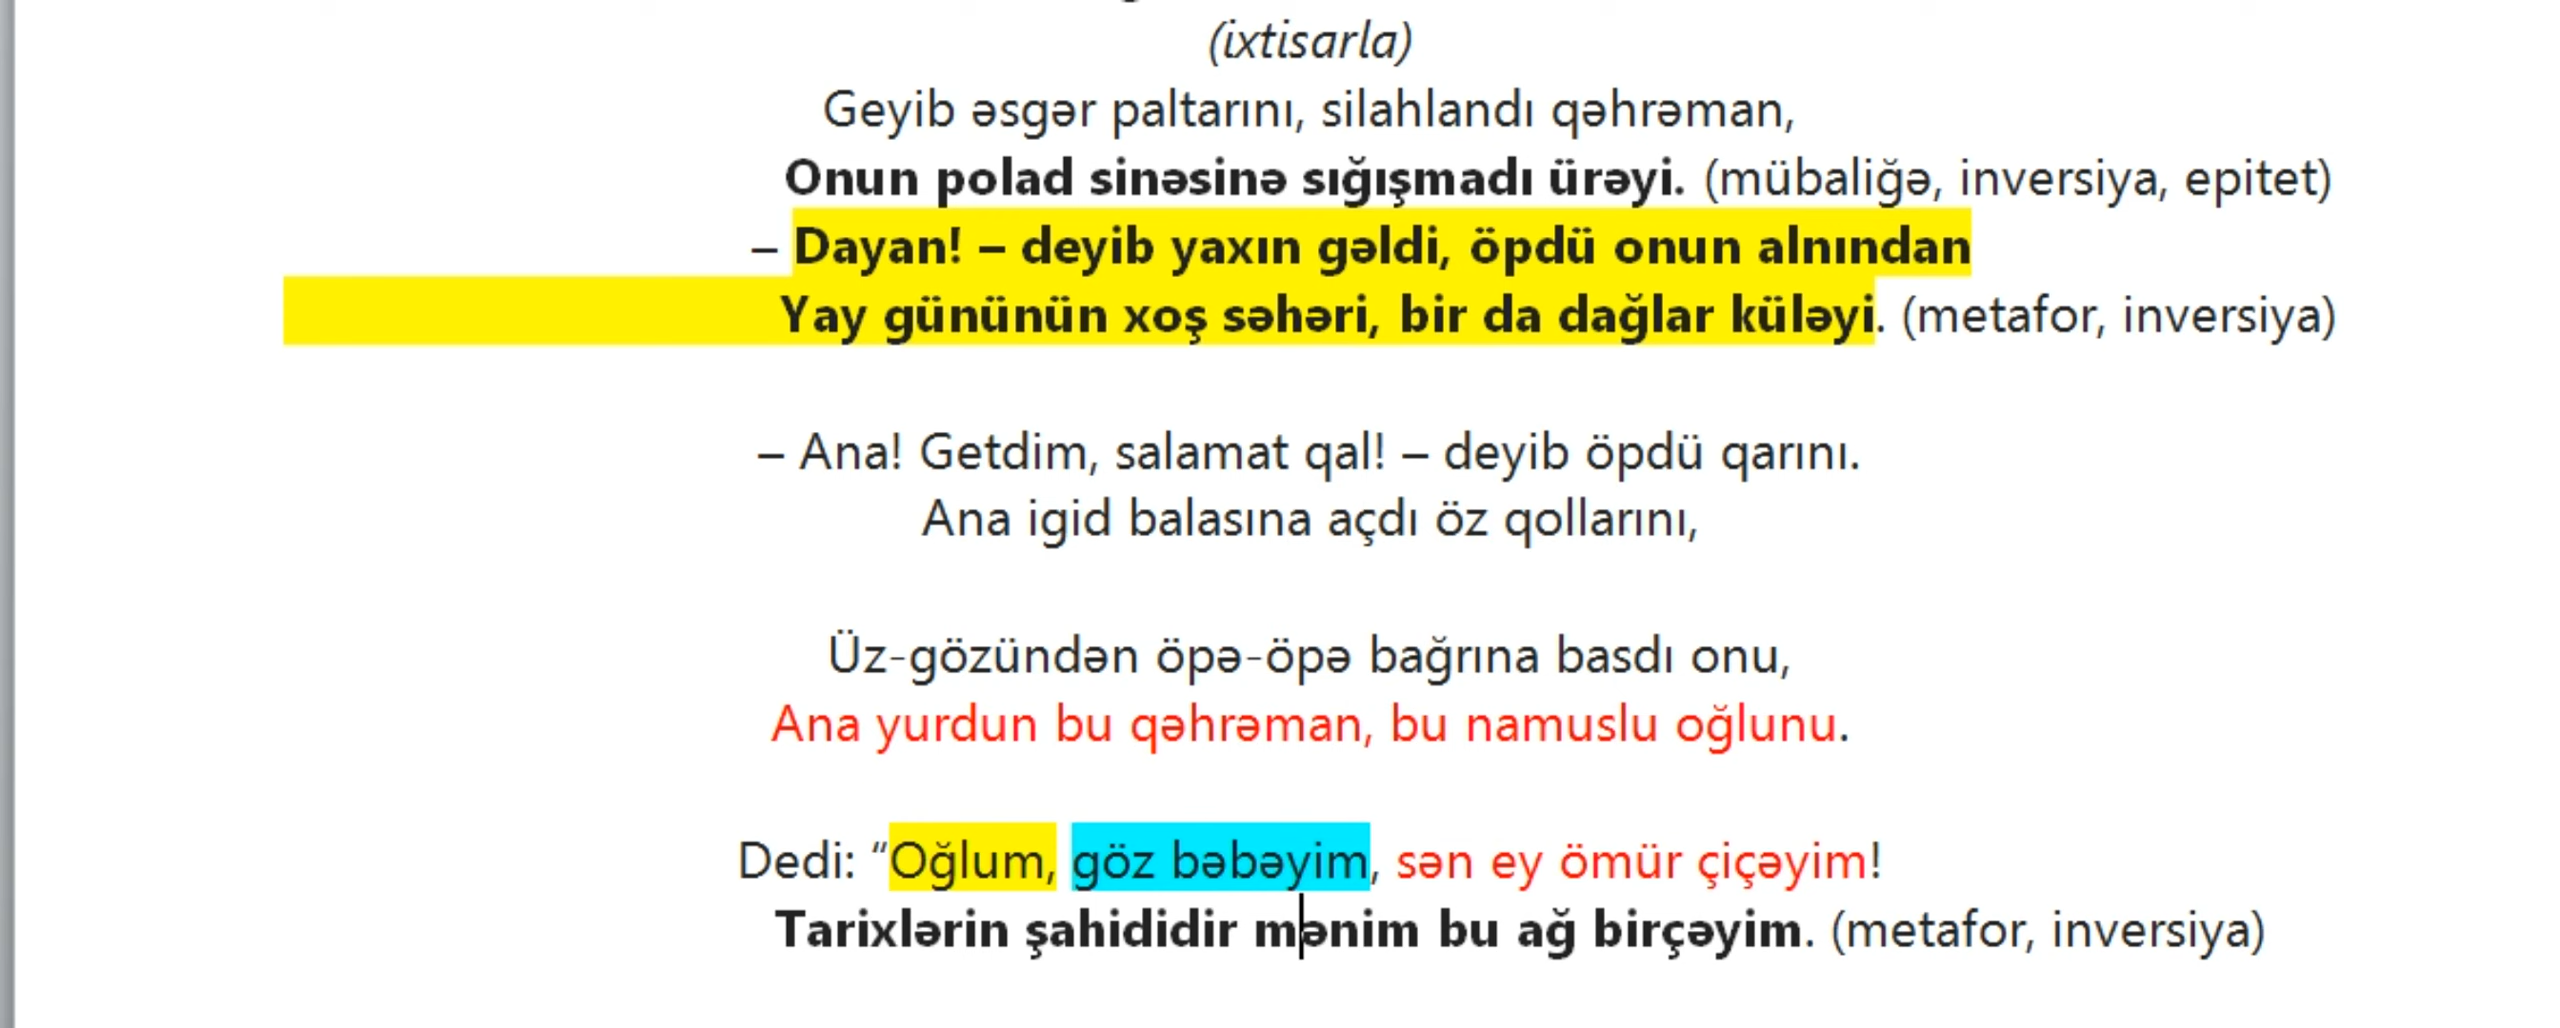 (ixtisarla)
Geyib əsgər paltarını, silahlandı qəhrəman,
Onun polad sinəsinə sığışmadı ürəyi. (mübaliğə, inversiya, epitet)
– Dayan! – deyib yaxın gəldi, öpdü onun alnından
Yay gününün xoş səhəri, bir da dağlar küləyi. (metafor, inversiya)
– Ana! Getdim, salamat qal! – deyib öpdü qarını.
Ana igid balasına açdı öz qollarını,
Üz-gözündən öpə-öpə bağrına basdı onu,
Ana yurdun bu qəhrəman, bu namuslu oğlunu.
Dedi: “Oğlum, göz bəbəyim, sən ey ömür çiçəyim!
Tarixlərin şahididir mənim bu ağ birçəyim. (metafor, inversiya)